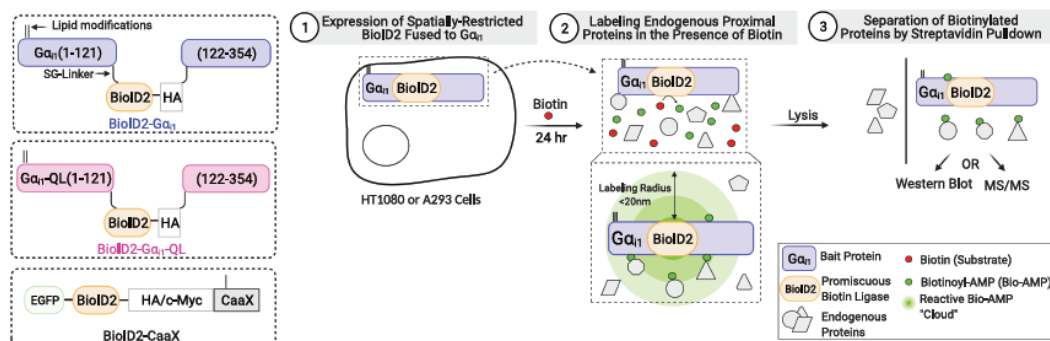 Lipid modifications
Gαi1(1-121)
(122-354)
SG-Linker
BioID2
HA
BioID2-Gαi1
Gαi1-QL(1-121)
(122-354)
BioID2
HA
BioID2-Gαi1-QL
EGFP
BioID2
HA/c-Myc
CaaX
BioID2-CaaX
1
Expression of Spatially-Restricted
BioID2 Fused to Gαi1
Gαi1
BioID2
HT1080 or A293 Cells
Biotin
24 hr
2
Labeling Endogenous Proximal
Proteins in the Presence of Biotin
Gαi1
BioID2
Labeling Radius
<20nm
Gαi1
BioID2
Lysis
3
Separation of Biotinylated
Proteins by Streptavidin Pulldown
Gαi1
BioID2
OR
Western Blot
MS/MS
Gαi1
Bait Protein
BioID2
Promiscuous
Biotin Ligase
Endogenous
Proteins
Biotin (Substrate)
Biotinoyl-AMP (Bio-AMP)
Reactive Bio-AMP
"Cloud"